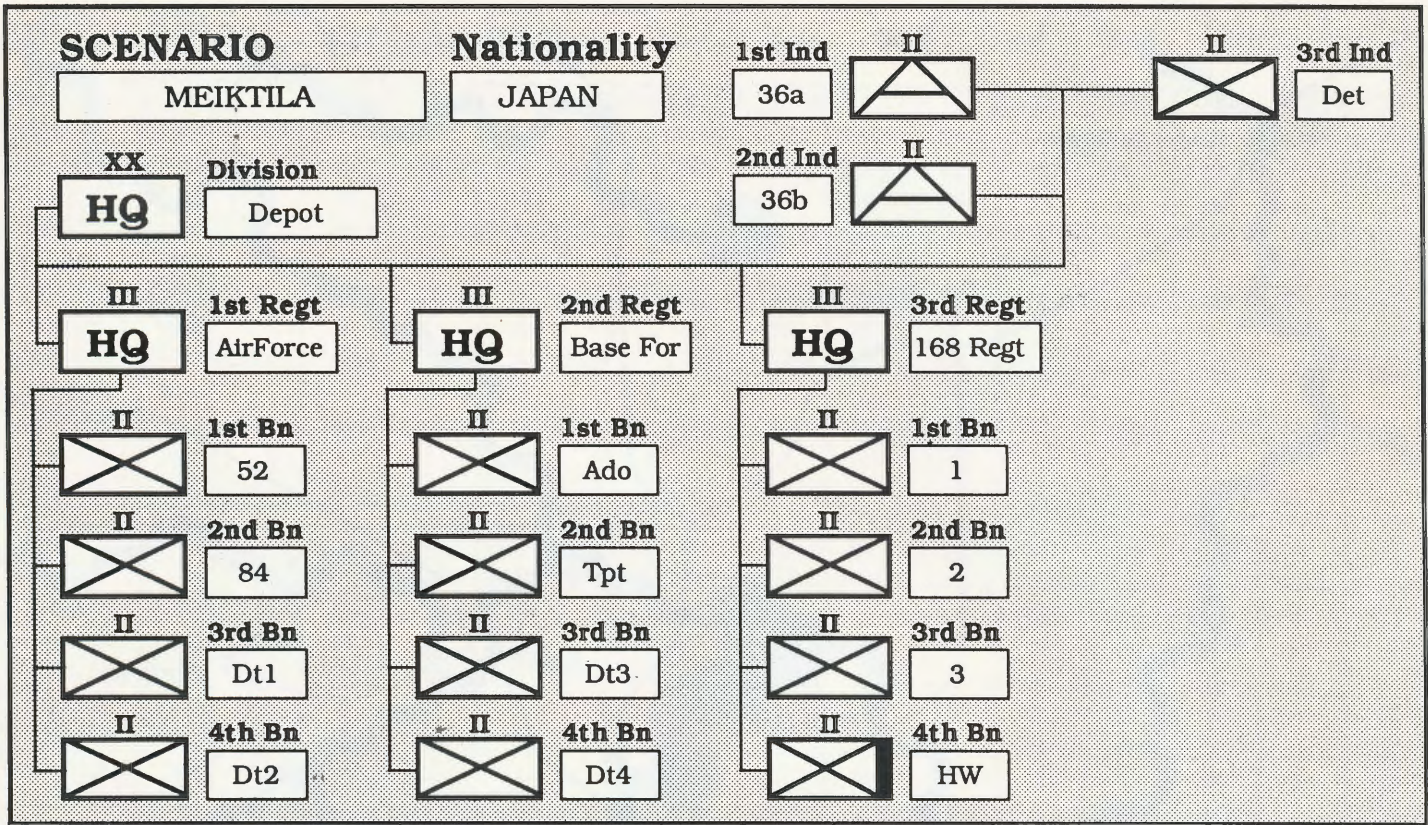 SCENARIO
Nationality
MEIKTILA
JAPAN
1st Ind
II
36a
II
3rd Ind
Det
2nd Ind
II
36b
XX
HQ
Division
Depot
III
HQ
1st Regt
AirForce
III
HQ
2nd Regt
Base For
III
HQ
3rd Regt
168 Regt
II
1st Bn
52
II
1st Bn
Ado
II
1st Bn
1
II
2nd Bn
84
II
2nd Bn
Tpt
II
2nd Bn
2
II
3rd Bn
Dt1
II
3rd Bn
Dt3
II
3rd Bn
3
II
4th Bn
Dt2
II
4th Bn
Dt4
II
4th Bn
HW